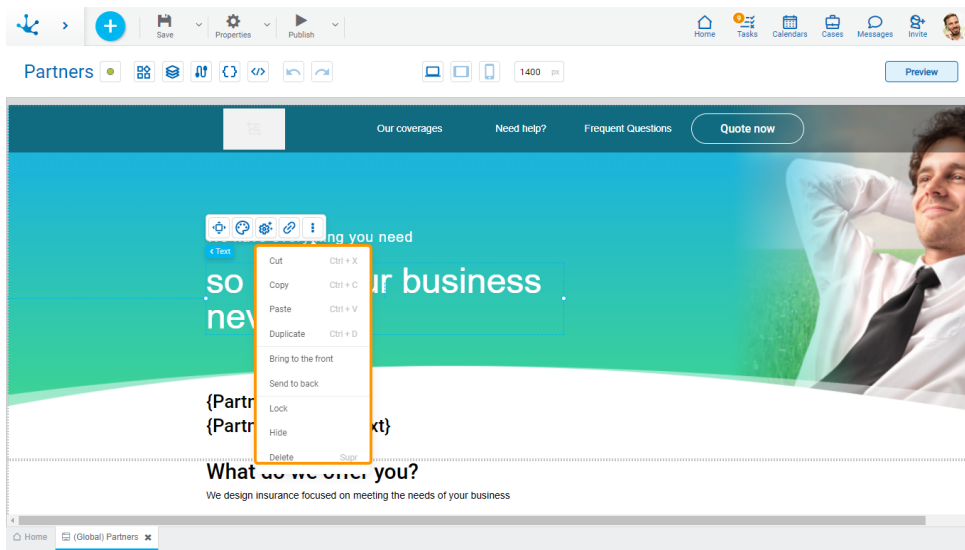 Save
Properties
Publish
Home
9
Tasks
Calendars
Cases
Messages
Invite
Partners
1400 px
Preview
Our coverages
Need help?
Frequent Questions
Quote now
ing you need
Text
so
ur business
nev
Cut Ctrl + X
Copy Ctrl + C
Paste Ctrl + V
Duplicate Ctrl + D
Bring to the front
Send to back
Lock
Hide
Delete Supr
{Partn
{Partn
xt}
What do we offer you?
We design insurance focused on meeting the needs of your business
Home
(Global) Partners